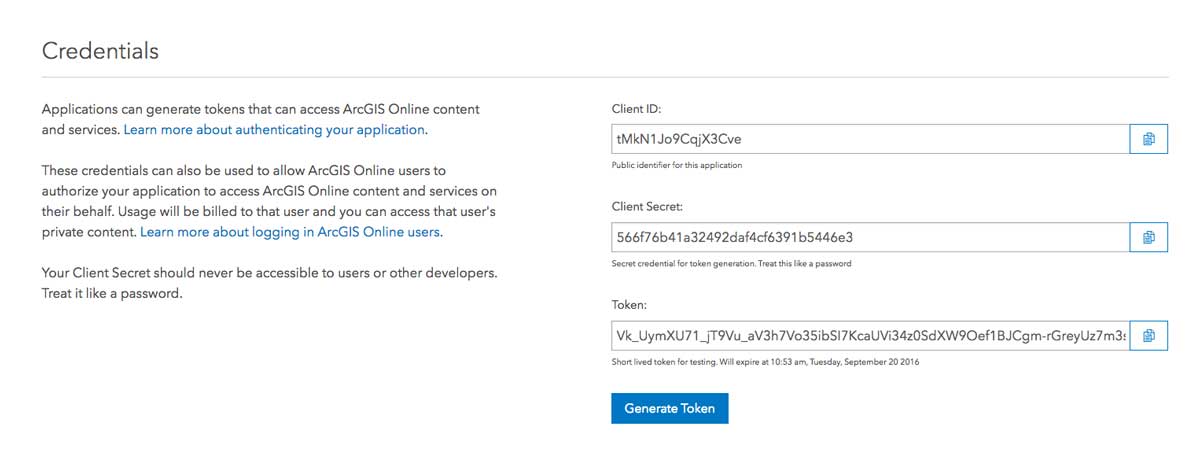 Credentials
Applications can generate tokens that can access ArcGIS Online content
and services. Learn more about authenticating your application.
These credentials can also be used to allow ArcGIS Online users to
authorize your application to access ArcGIS Online content and services on
their behalf. Usage will be billed to that user and you can access that user's
private content. Learn more about logging in ArcGIS Online users.
Your Client Secret should never be accessible to users or other developers.
Treat it like a password.
Client ID:
tMkN1Jo9CqjX3Cve
Public identifier for this application
Client Secret:
566f76b41a32492daf4cf6391b5446e3
Secret credential for token generation. Treat this like a password
Token:
Vk_UymXU71_jT9Vu_aV3h7Vo35ibSI7KcaUVi34z0SdXW9Oef1BJCgm-rGreyUz7m3s
Short lived token for testing. Will expire at 10:53 am, Tuesday, September 20 2016
Generate Token